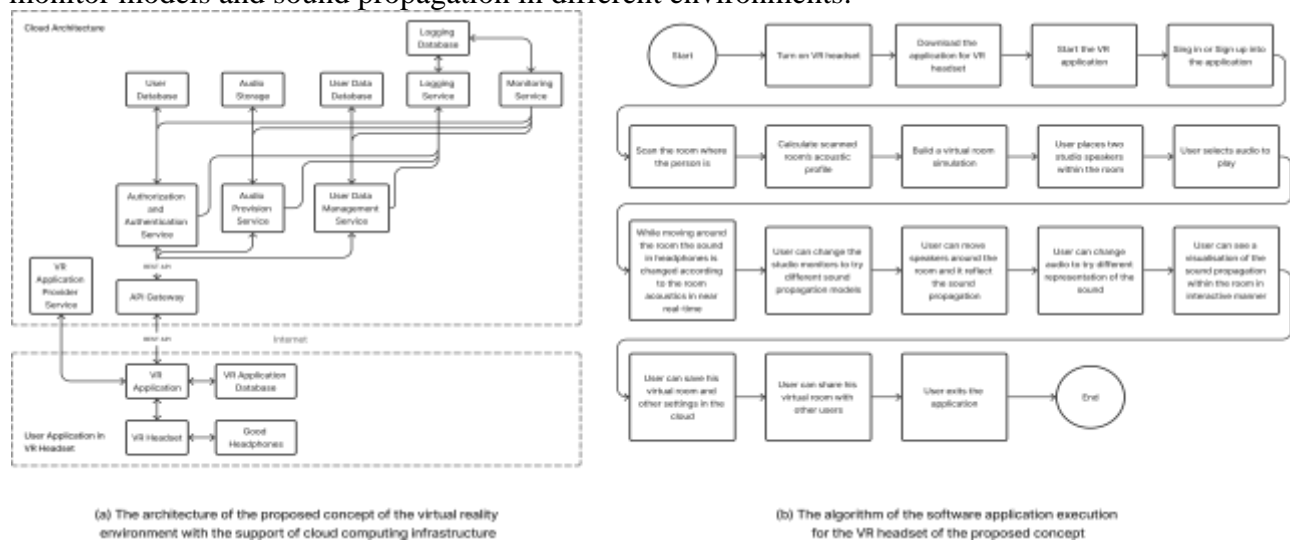 monitor models and sound propagation in different environments.
Cloud Architecture
Logging
Database
User
Database
Audio
Storage
User Data
Database
Logging
Service
Monitoring
Service
Authorization
and
Authentication
Service
Audio
Provision
Service
User Data
Management
Service
REST API
VR
Application
Provider
Service
API Gateway
REST API
Internet
VR
Application
VR Application
Database
User Application in
VR Headset
VR Headset
Good
Headphones
(a) The architecture of the proposed concept of the virtual reality
environment with the support of cloud computing infrastructure
Start
Turn on VR headset
Download the
application for VR
headset
Start the VR
application
Sing in or Sign up into
the application
Scan the room where
the person is
Calculate scanned
room's acoustic
profile
Build a virtual room
simulation
User places two
studio speakers
within the room
User selects audio to
play
While moving around
the room the sound
in headphones is
changed according
to the room
acoustics in near
real-time
User can change the
studio monitors to try
different sound
propagation models
User can move
speakers around the
room and it reflect
the sound
propagation
User can change
audio to try different
representation of the
sound
User can see a
visualisation of the
sound propagation
within the room in
interactive manner
User can save his
virtual room and
other settings in the
cloud
User can share his
virtual room with
other users
User exits the
application
End
(b) The algorithm of the software application execution
for the VR headset of the proposed concept